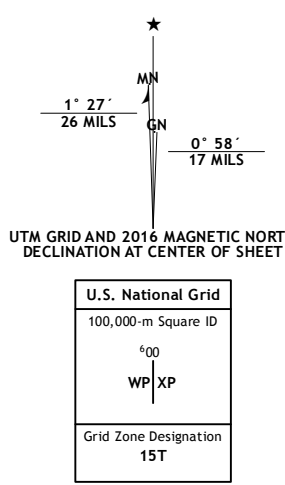 ★
MN
1° 27´
26 MILS
GN
0° 58´
17 MILS
UTM GRID AND 2016 MAGNETIC NORT
DECLINATION AT CENTER OF SHEET
U.S. National Grid
100,000-m Square ID
⁶00
WP XP
Grid Zone Designation
15T